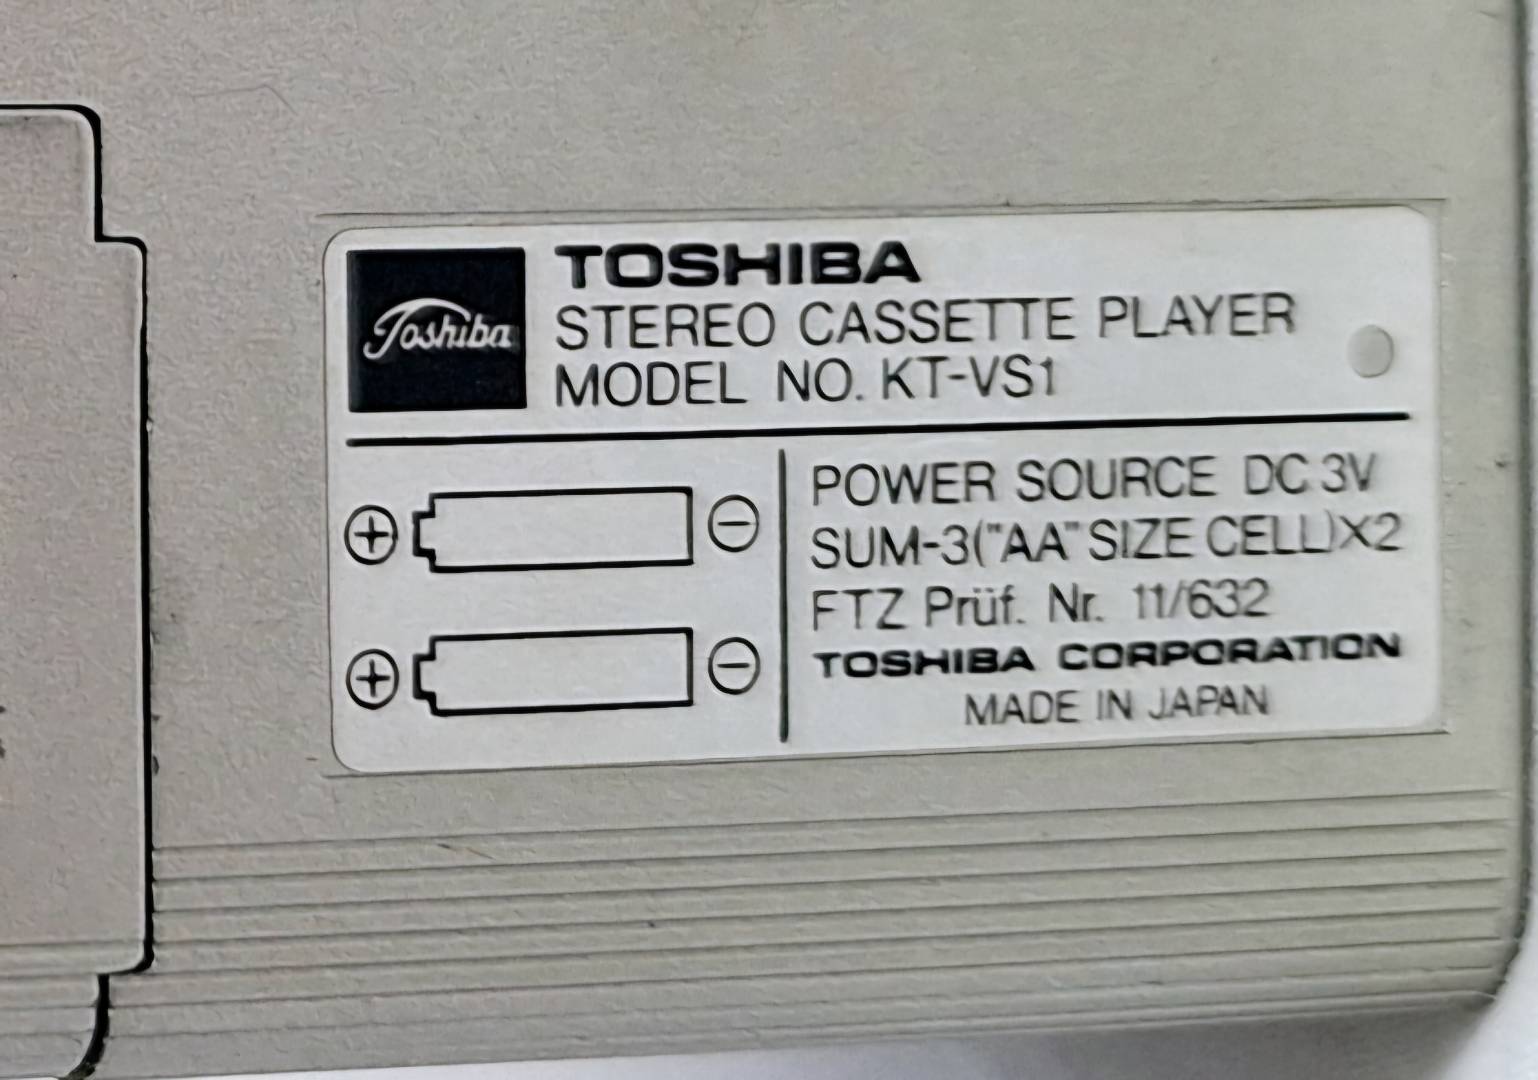 Toshiba
TOSHIBA
STEREO CASSETTE PLAYER
MODEL NO. KT-VS1
⊕ ⊖
⊕ ⊖
POWER SOURCE DC 3V
SUM-3("AA" SIZE CELL)X2
FTZ Prüf. Nr. 11/632
TOSHIBA CORPORATION
MADE IN JAPAN